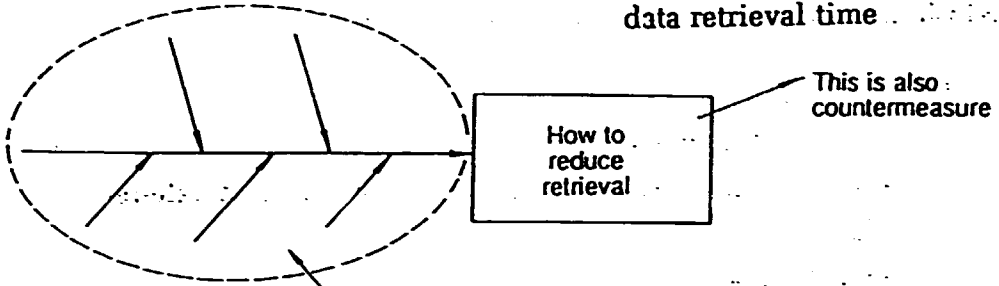 data retrieval time
This is also
countermeasure
How to
reduce
retrieval